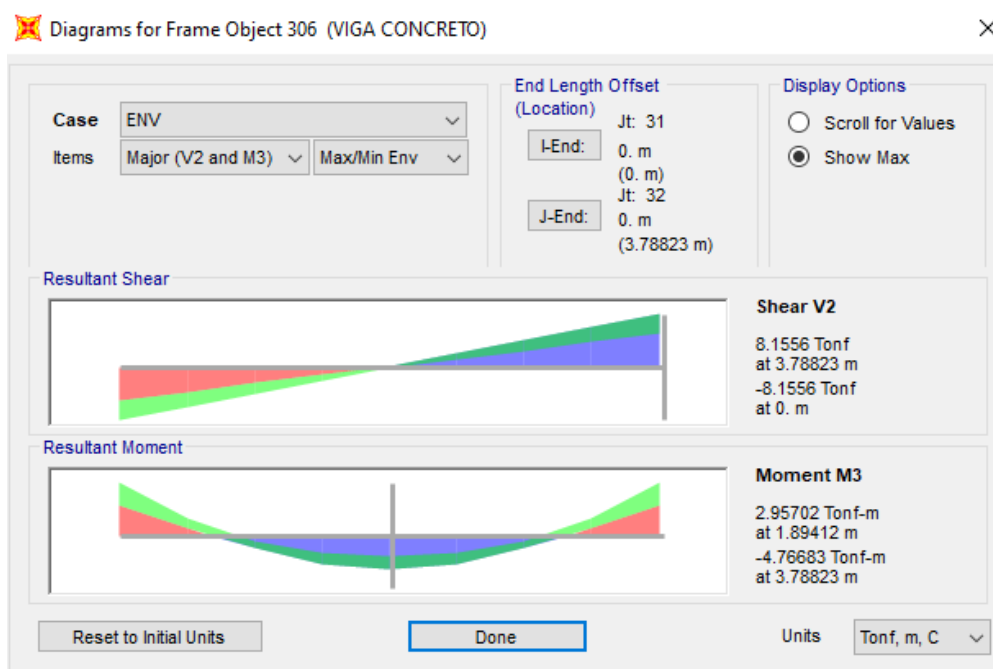 Diagrams for Frame Object 306 (VIGA CONCRETO)
Case ENV
Items Major (V2 and M3) Max/Min Env
End Length Offset
(Location)
I-End:
Jt: 31
0. m
(0. m)
J-End:
Jt: 32
0. m
(3.78823 m)
Display Options
Scroll for Values
Show Max
Resultant Shear
Shear V2
8.1556 Tonf
at 3.78823 m
-8.1556 Tonf
at 0. m
Resultant Moment
Moment M3
2.95702 Tonf-m
at 1.89412 m
-4.76683 Tonf-m
at 3.78823 m
Reset to Initial Units
Done
Units Tonf, m, C